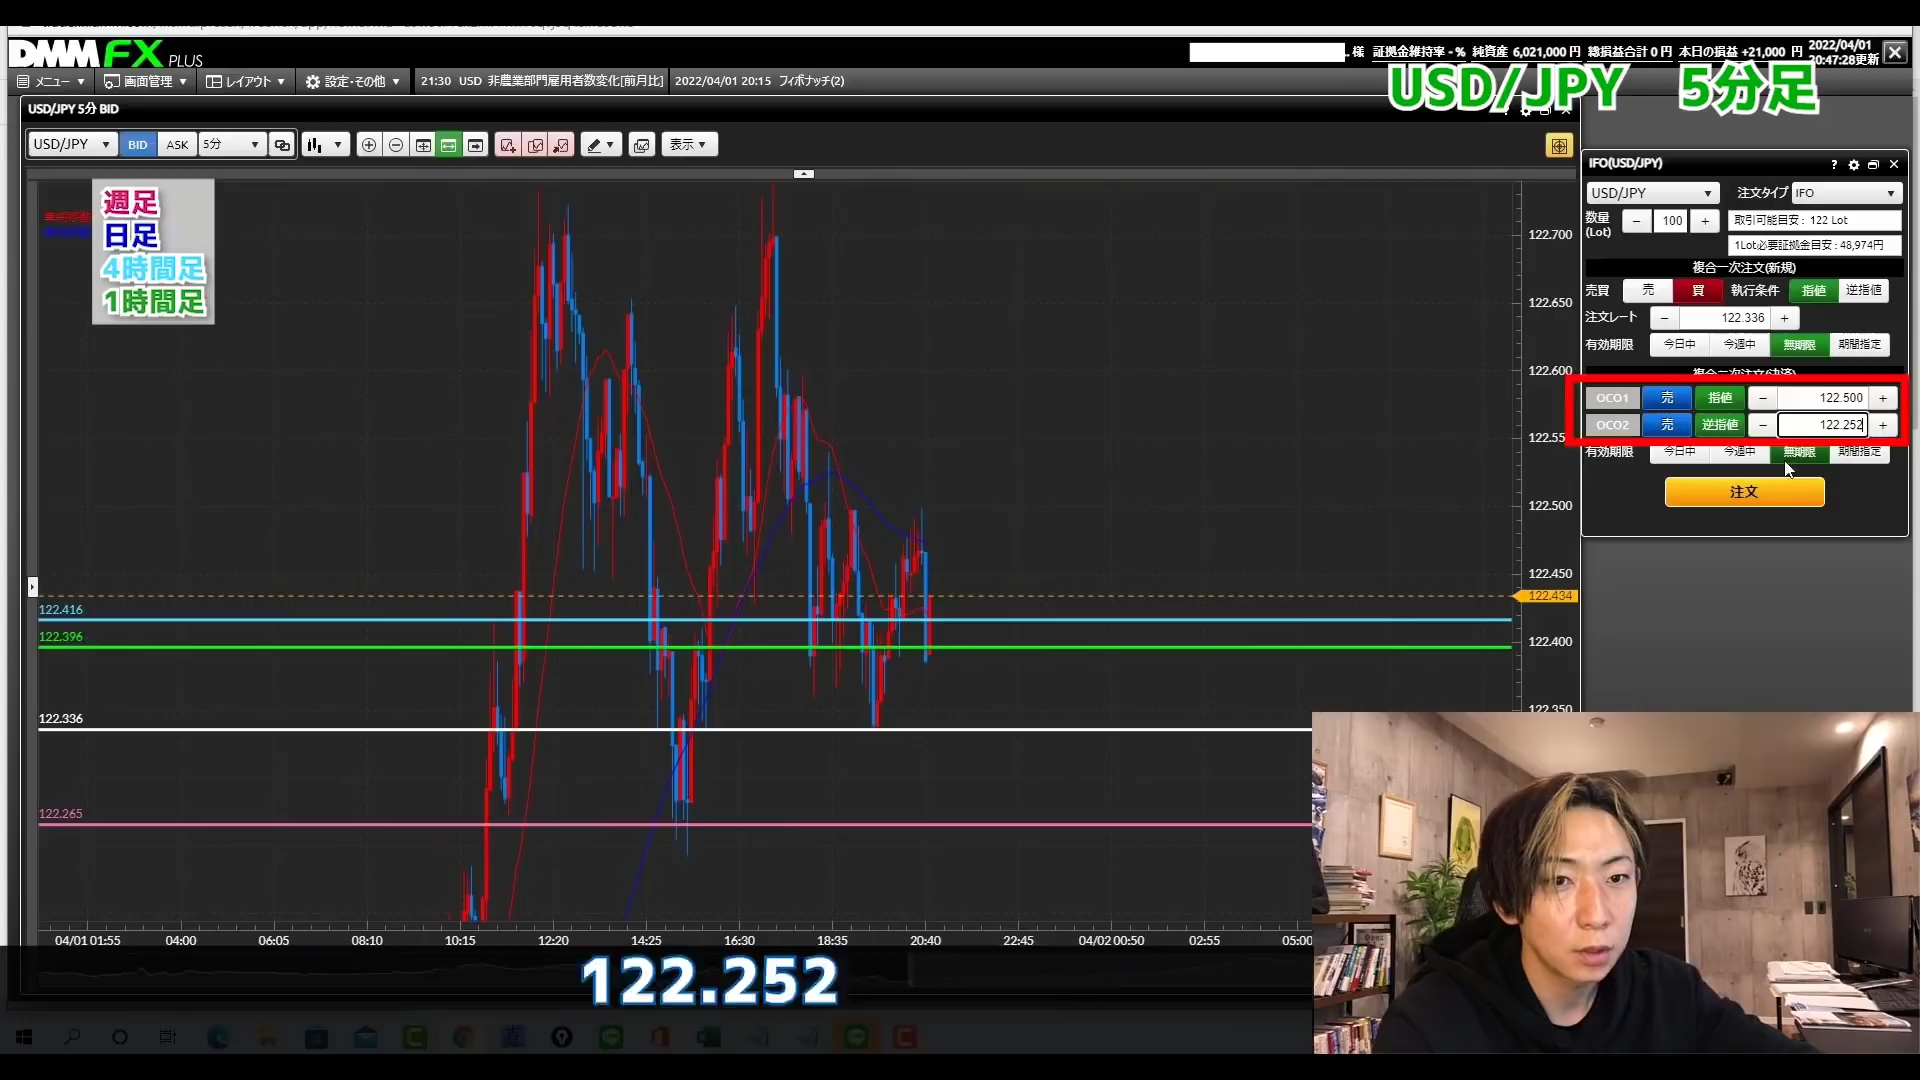 DMM FX PLUS
様 証拠金維持率 - % 純資産 6,021,000 円 総損益合計 0 円 本日の損益 +21,000 円 2022/04/01
20:47:28更新
メニュー 画面管理 レイアウト 設定・その他 21:30 USD 非農業部門雇用者数変化[前月比] 2022/04/01 20:15 フィボナッチ(2)
USD/JPY 5分足
USD/JPY 5分 BID
USD/JPY BID ASK 5分 表示
週足
日足
4時間足
1時間足
122.700
122.650
122.600
122.55
122.500
122.450
122.434
122.400
122.350
122.416
122.396
122.336
122.265
04/01 01:55 04:00 06:05 08:10 10:15 12:20 14:25 16:30 18:35 20:40 22:45 04/02 00:50 02:55 05:00
IFO(USD/JPY)
USD/JPY 注文タイプ IFO
数量(Lot) − 100 + 取引可能目安 : 122 Lot
1Lot必要証拠金目安 : 48,974円
複合一次注文(新規)
売買 売 買 執行条件 指値 逆指値
注文レート − 122.336 +
有効期限 今日中 今週中 無期限 期間指定
複合二次注文(決済)
OCO1 売 指値 − 122.500 +
OCO2 売 逆指値 − 122.252 +
有効期限 今日中 今週中 無期限 期間指定
注文
122.252